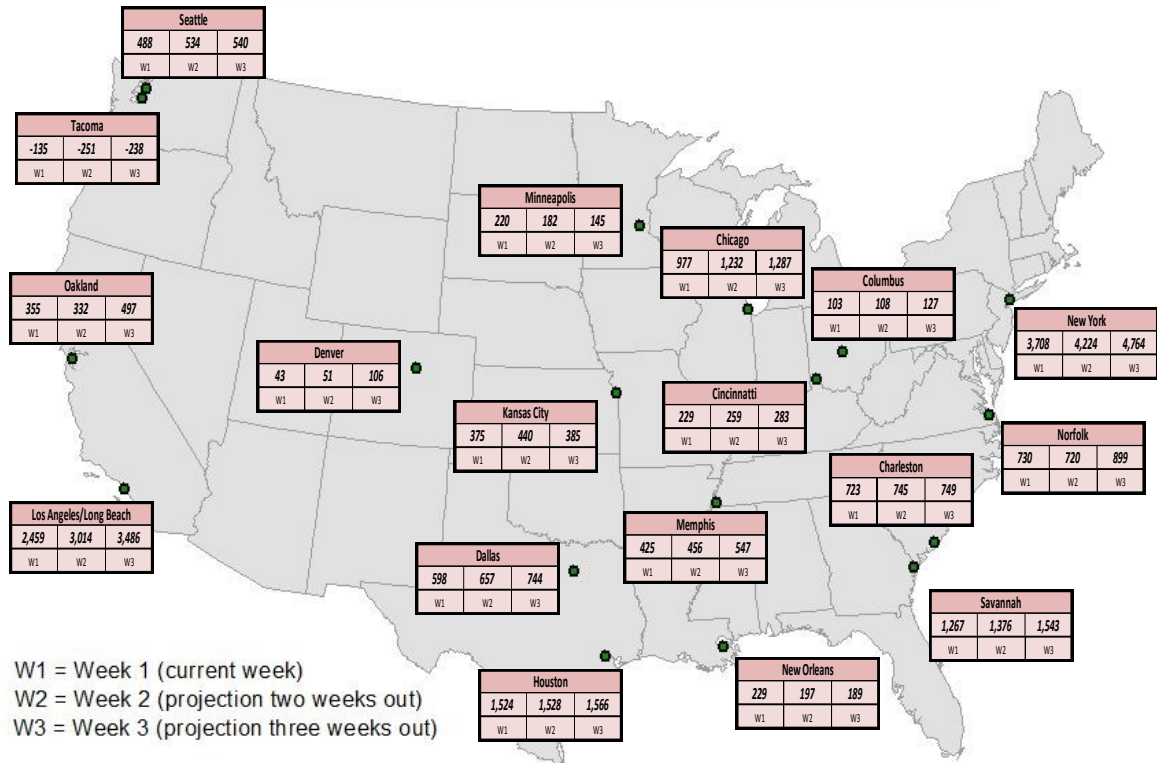 Seattle
488 534 540
W1 W2 W3
Tacoma
-135 -251 -238
W1 W2 W3
Minneapolis
220 182 145
W1 W2 W3
Chicago
977 1,232 1,287
W1 W2 W3
Columbus
103 108 127
W1 W2 W3
Oakland
355 332 497
W1 W2 W3
New York
3,708 4,224 4,764
W1 W2 W3
Denver
43 51 106
W1 W2 W3
Cincinnatti
229 259 283
W1 W2 W3
Kansas City
375 440 385
W1 W2 W3
Norfolk
730 720 899
W1 W2 W3
Charleston
723 745 749
W1 W2 W3
Los Angeles/Long Beach
2,459 3,014 3,486
W1 W2 W3
Memphis
425 456 547
W1 W2 W3
Dallas
598 657 744
W1 W2 W3
Savannah
1,267 1,376 1,543
W1 W2 W3
New Orleans
229 197 189
W1 W2 W3
Houston
1,524 1,528 1,566
W1 W2 W3
W1 = Week 1 (current week)
W2 = Week 2 (projection two weeks out)
W3 = Week 3 (projection three weeks out)